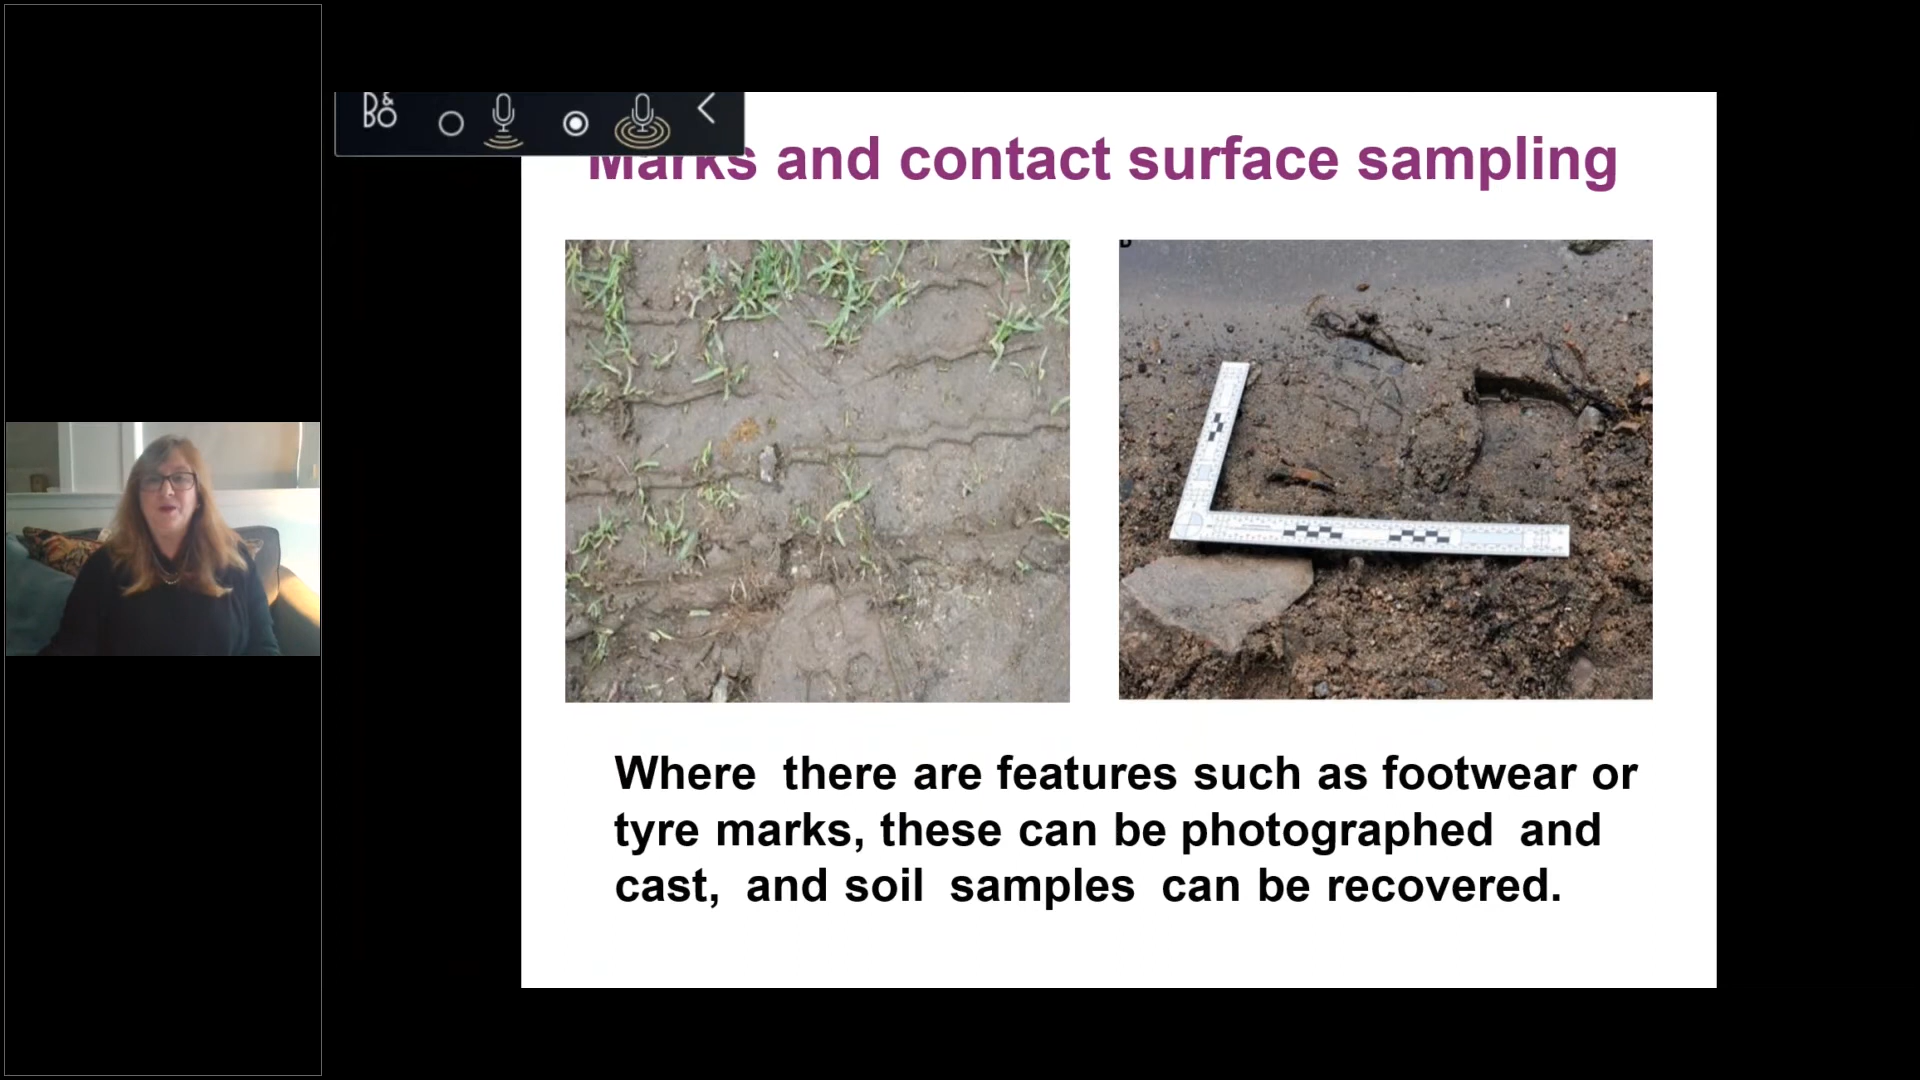 B&O
Marks and contact surface sampling
Where there are features such as footwear or
tyre marks, these can be photographed and
cast, and soil samples can be recovered.